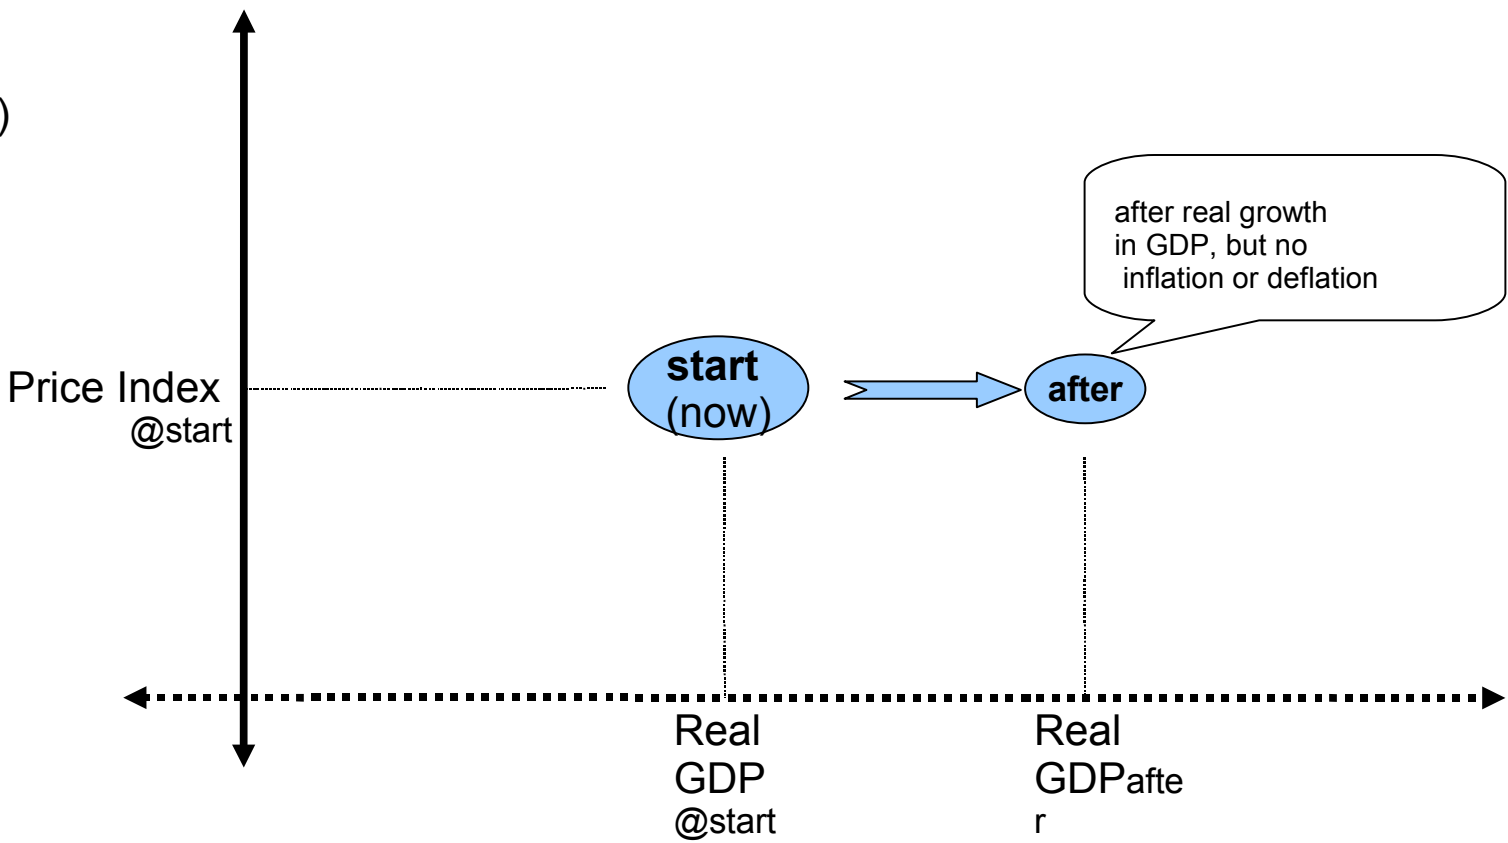 )
after real growth
in GDP, but no
inflation or deflation
Price Index
@start
start
(now)
after
Real
GDP
@start
Real
GDPafte
r